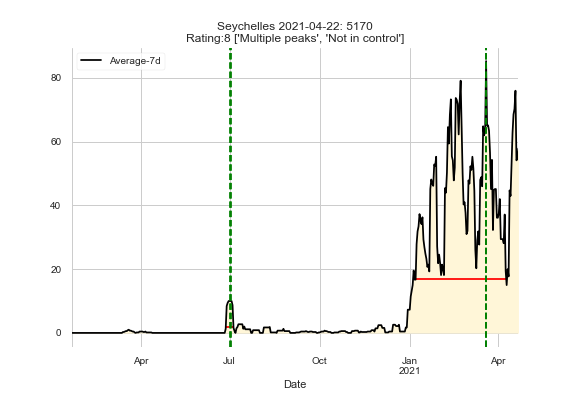 Seychelles 2021-04-22: 5170
Rating:8 ['Multiple peaks', 'Not in control']
Average-7d
80
60
40
20
0
Apr
Jul
Oct
Jan
2021
Apr
Date